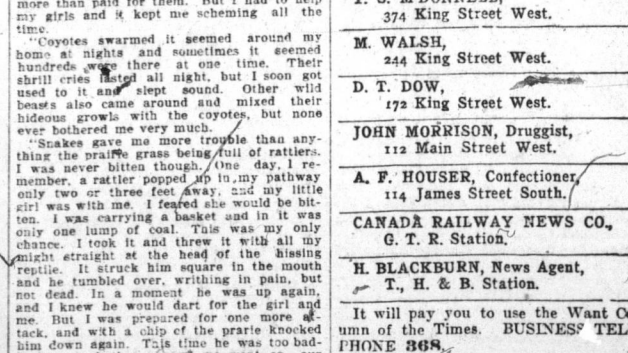 more than paid for them. But I had to help
my girls and it kept me scheming all the
time.
"Coyotes swarmed it seemed around my
home at nights and sometimes it seemed
hundreds were there at one time. Their
shrill cries lasted all night, but I soon got
used to it and slept sound. Other wild
beasts also came around and mixed their
hideous growls with the coyotes, but none
ever bothered me very much.
"Snakes gave me more trouble than any-
thing the prairie grass being full of rattlers.
I was never bitten though. One day, I re-
member, a rattler popped up in my pathway
only two or three feet away, and my little
girl was with me. I feared she would be bit-
ten. I was carrying a basket and in it was
only one lump of coal. This was my only
chance. I took it and threw it with all my
might straight at the head of the hissing
reptile. It struck him square in the mouth
and he tumbled over, writhing in pain, but
not dead. In a moment he was up again,
and I knew he would dart for the girl and
me. But I was prepared for one more at-
tack, and with a chip of the prarie knocked
him down again. This time he was too bad-
374 King Street West.
M. WALSH,
244 King Street West.
D. T. DOW,
172 King Street West.
JOHN MORRISON, Druggist,
112 Main Street West.
A. F. HOUSER, Confectioner,
114 James Street South.
CANADA RAILWAY NEWS CO.,
G. T. R. Station.
H. BLACKBURN, News Agent,
T., H. & B. Station.
It will pay you to use the Want C
umn of the Times. BUSINESS TEL
PHONE 368.